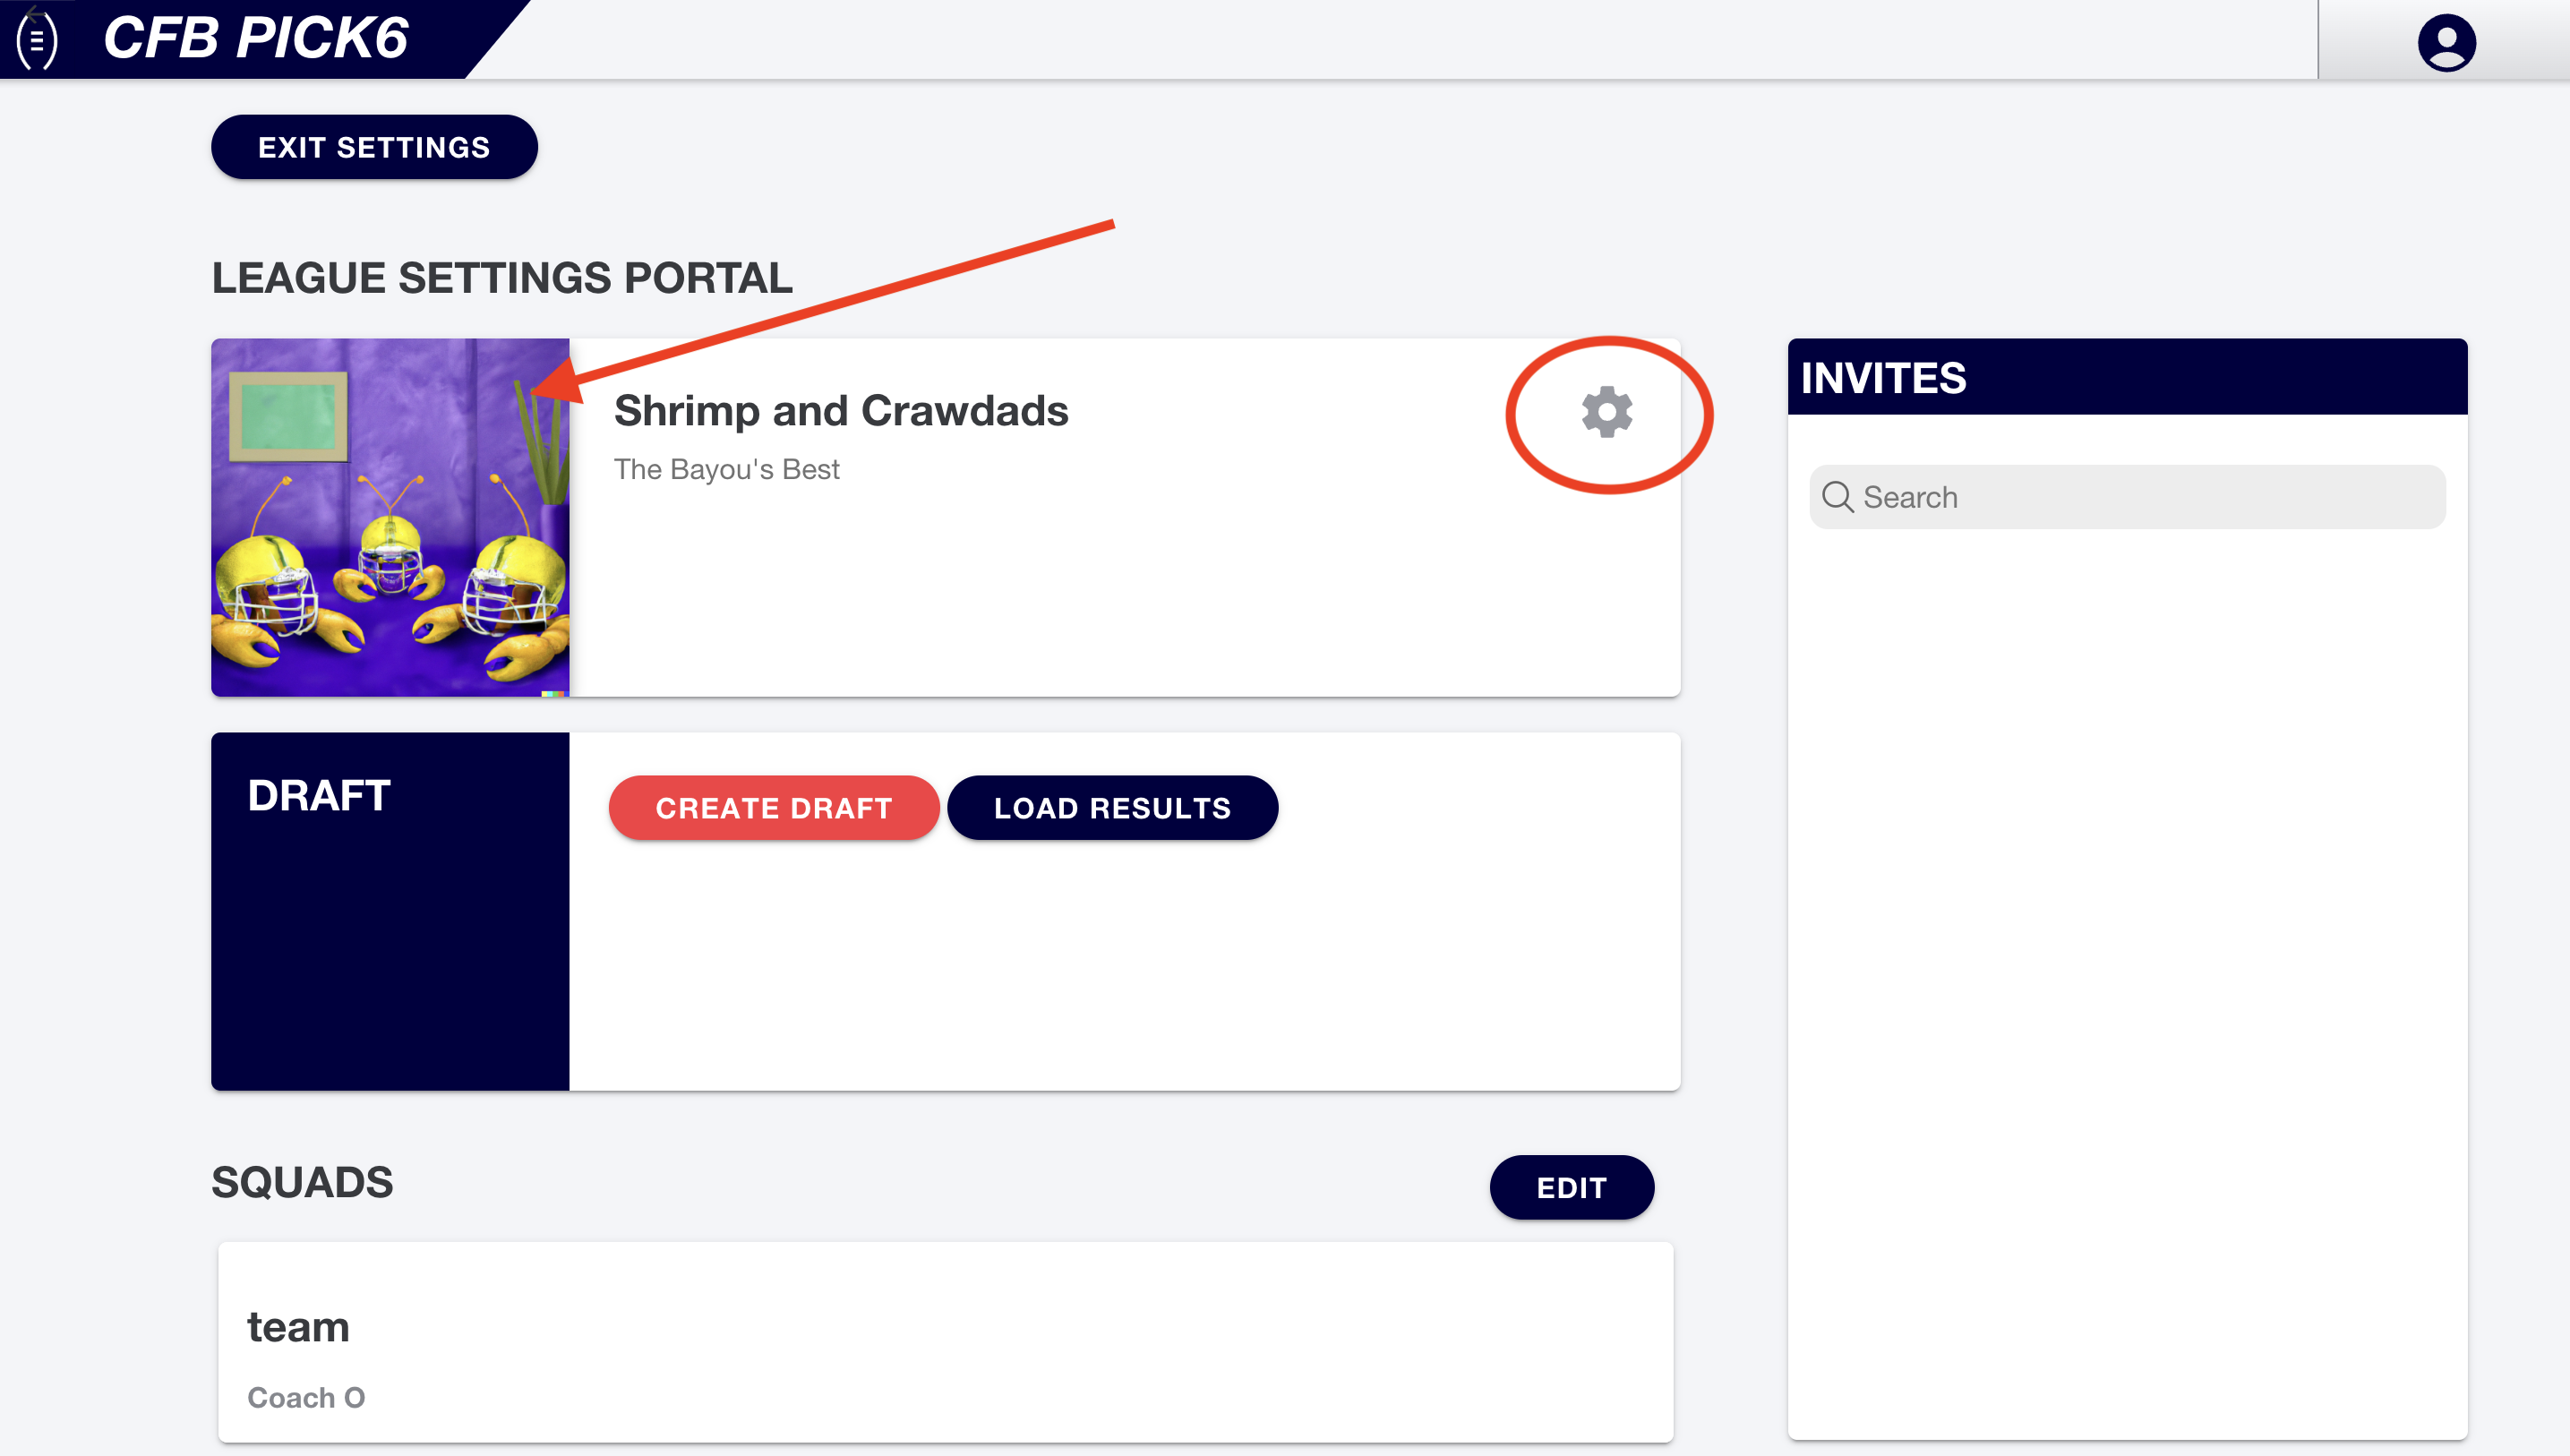 CFB PICK6
EXIT SETTINGS
LEAGUE SETTINGS PORTAL
Shrimp and Crawdads
The Bayou's Best
INVITES
Search
DRAFT
CREATE DRAFT
LOAD RESULTS
SQUADS
EDIT
team
Coach O